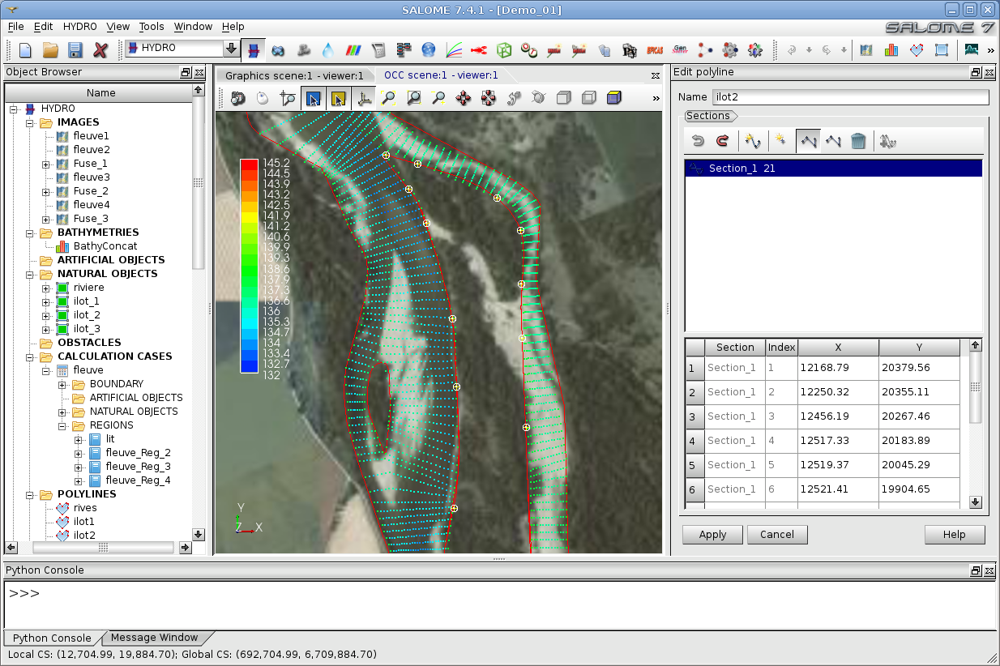 SALOME 7.4.1 - [Demo_01]
File Edit HYDRO View Tools Window Help
SALOME 7
HYDRO
Object Browser
Name
HYDRO
IMAGES
fleuve1
fleuve2
Fuse_1
fleuve3
Fuse_2
fleuve4
Fuse_3
BATHYMETRIES
BathyConcat
ARTIFICIAL OBJECTS
NATURAL OBJECTS
riviere
ilot_1
ilot_2
ilot_3
OBSTACLES
CALCULATION CASES
fleuve
BOUNDARY
ARTIFICIAL OBJECTS
NATURAL OBJECTS
REGIONS
lit
fleuve_Reg_2
fleuve_Reg_3
fleuve_Reg_4
POLYLINES
rives
ilot1
ilot2
Graphics scene:1 - viewer:1
OCC scene:1 - viewer:1
145.2
144.5
143.9
143.2
142.5
141.9
141.2
140.6
139.9
139.3
138.6
137.9
137.3
136.6
136
135.3
134.7
134
133.4
132.7
132
Y
Z X
Edit polyline
Name ilot2
Sections
Section_1 21
Section Index X Y
1 Section_1 1 12168.79 20379.56
2 Section_1 2 12250.32 20355.11
3 Section_1 3 12456.19 20267.46
4 Section_1 4 12517.33 20183.89
5 Section_1 5 12519.37 20045.29
6 Section_1 6 12521.41 19904.65
Apply Cancel Help
Python Console
>>>
Python Console Message Window
Local CS: (12,704.99, 19,884.70); Global CS: (692,704.99, 6,709,884.70)